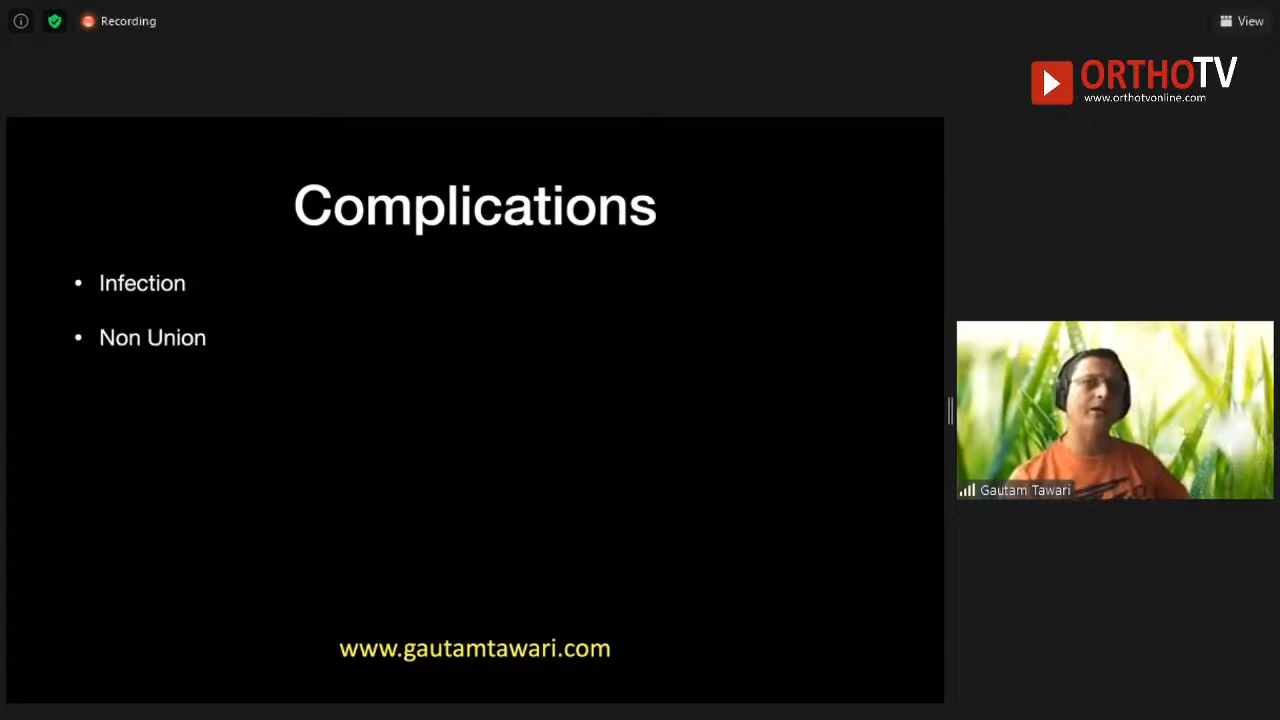 Recording
View
ORTHOTV
www.orthotvonline.com
Complications
• Infection
• Non Union
Gautam Tawari
www.gautamtawari.com